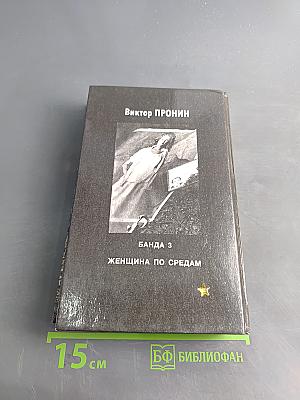 Виктор ПРОНИН
БАНДА 3
ЖЕНЩИНА ПО СРЕДАМ
15 см
БФ БИБЛИОФАН